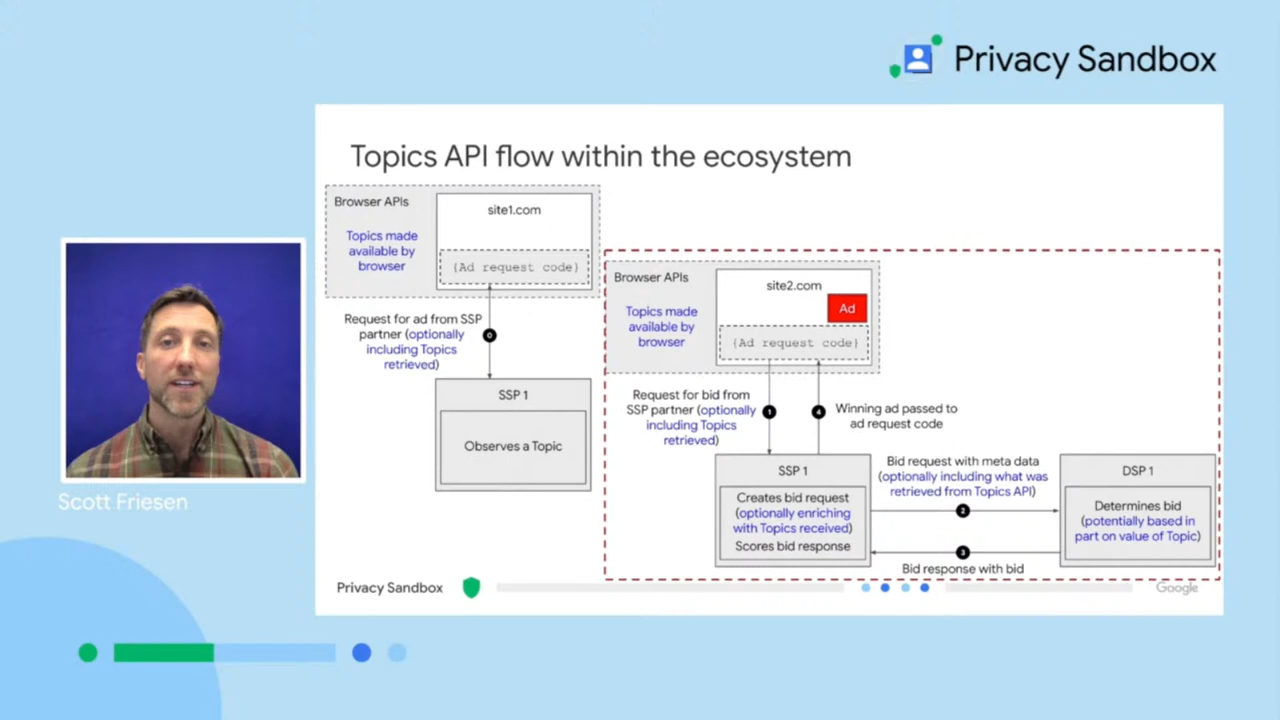 Privacy Sandbox
Topics API flow within the ecosystem
Browser APIs
Topics made
available by
browser
site1.com
{Ad request code}
Request for ad from SSP
partner (optionally
including Topics
retrieved)
0
SSP 1
Observes a Topic
Browser APIs
Topics made
available by
browser
site2.com
Ad
{Ad request code}
Request for bid from
SSP partner (optionally
including Topics
retrieved)
1
4
Winning ad passed to
ad request code
SSP 1
Creates bid request
(optionally enriching
with Topics received)
Scores bid response
Bid request with meta data
(optionally including what was
retrieved from Topics API)
2
3
Bid response with bid
DSP 1
Determines bid
(potentially based in
part on value of Topic)
Scott Friesen
Privacy Sandbox
Google